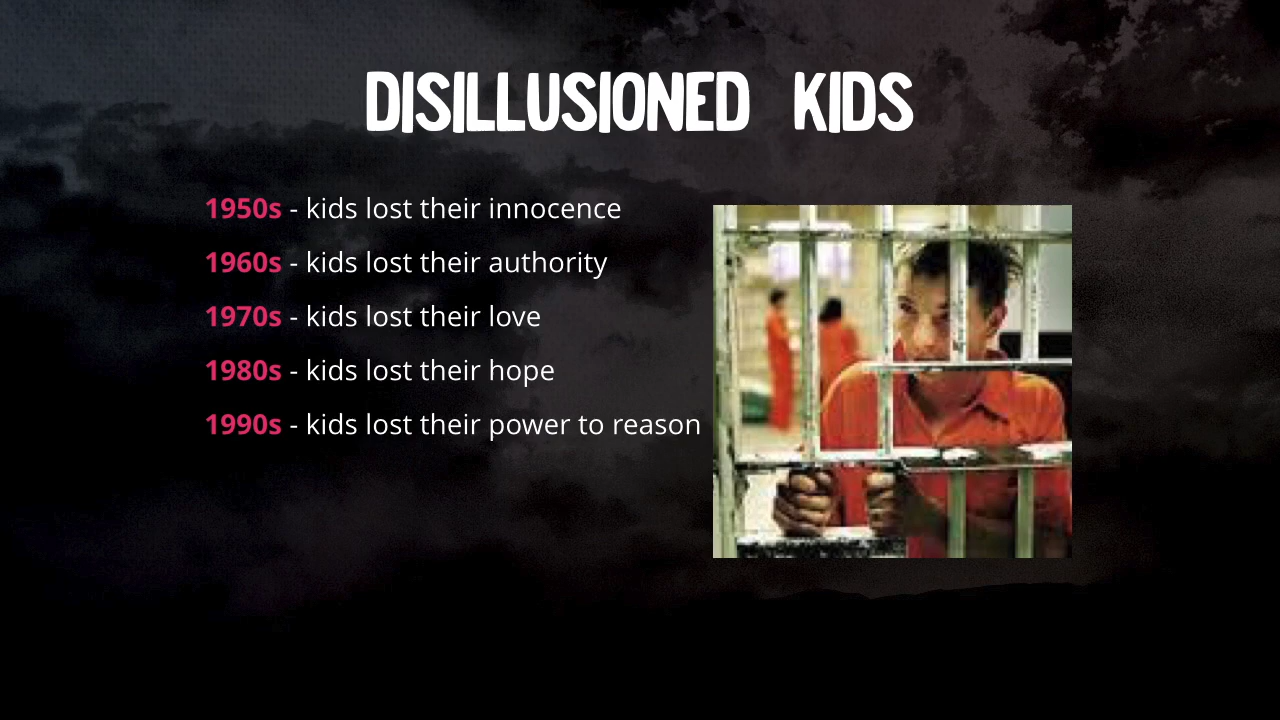 DISILLUSIONED KIDS
1950s - kids lost their innocence
1960s - kids lost their authority
1970s - kids lost their love
1980s - kids lost their hope
1990s - kids lost their power to reason